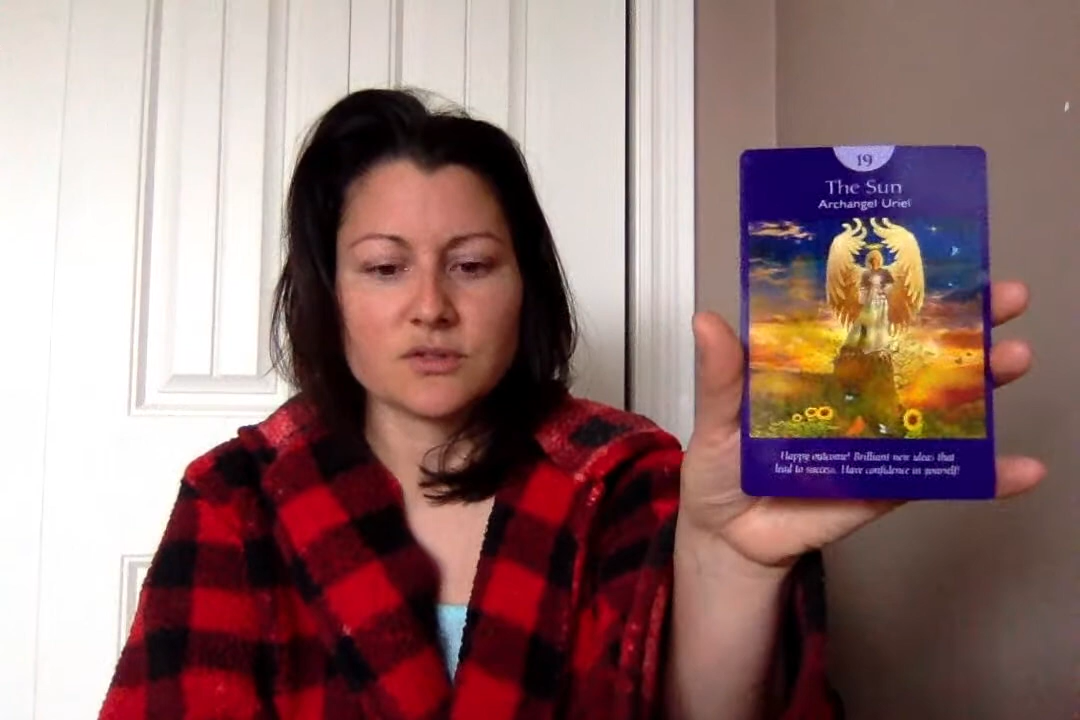 19
The Sun
Archangel Uriel
Happy outcome! Brilliant new ideas that
lead to success. Have confidence in yourself!